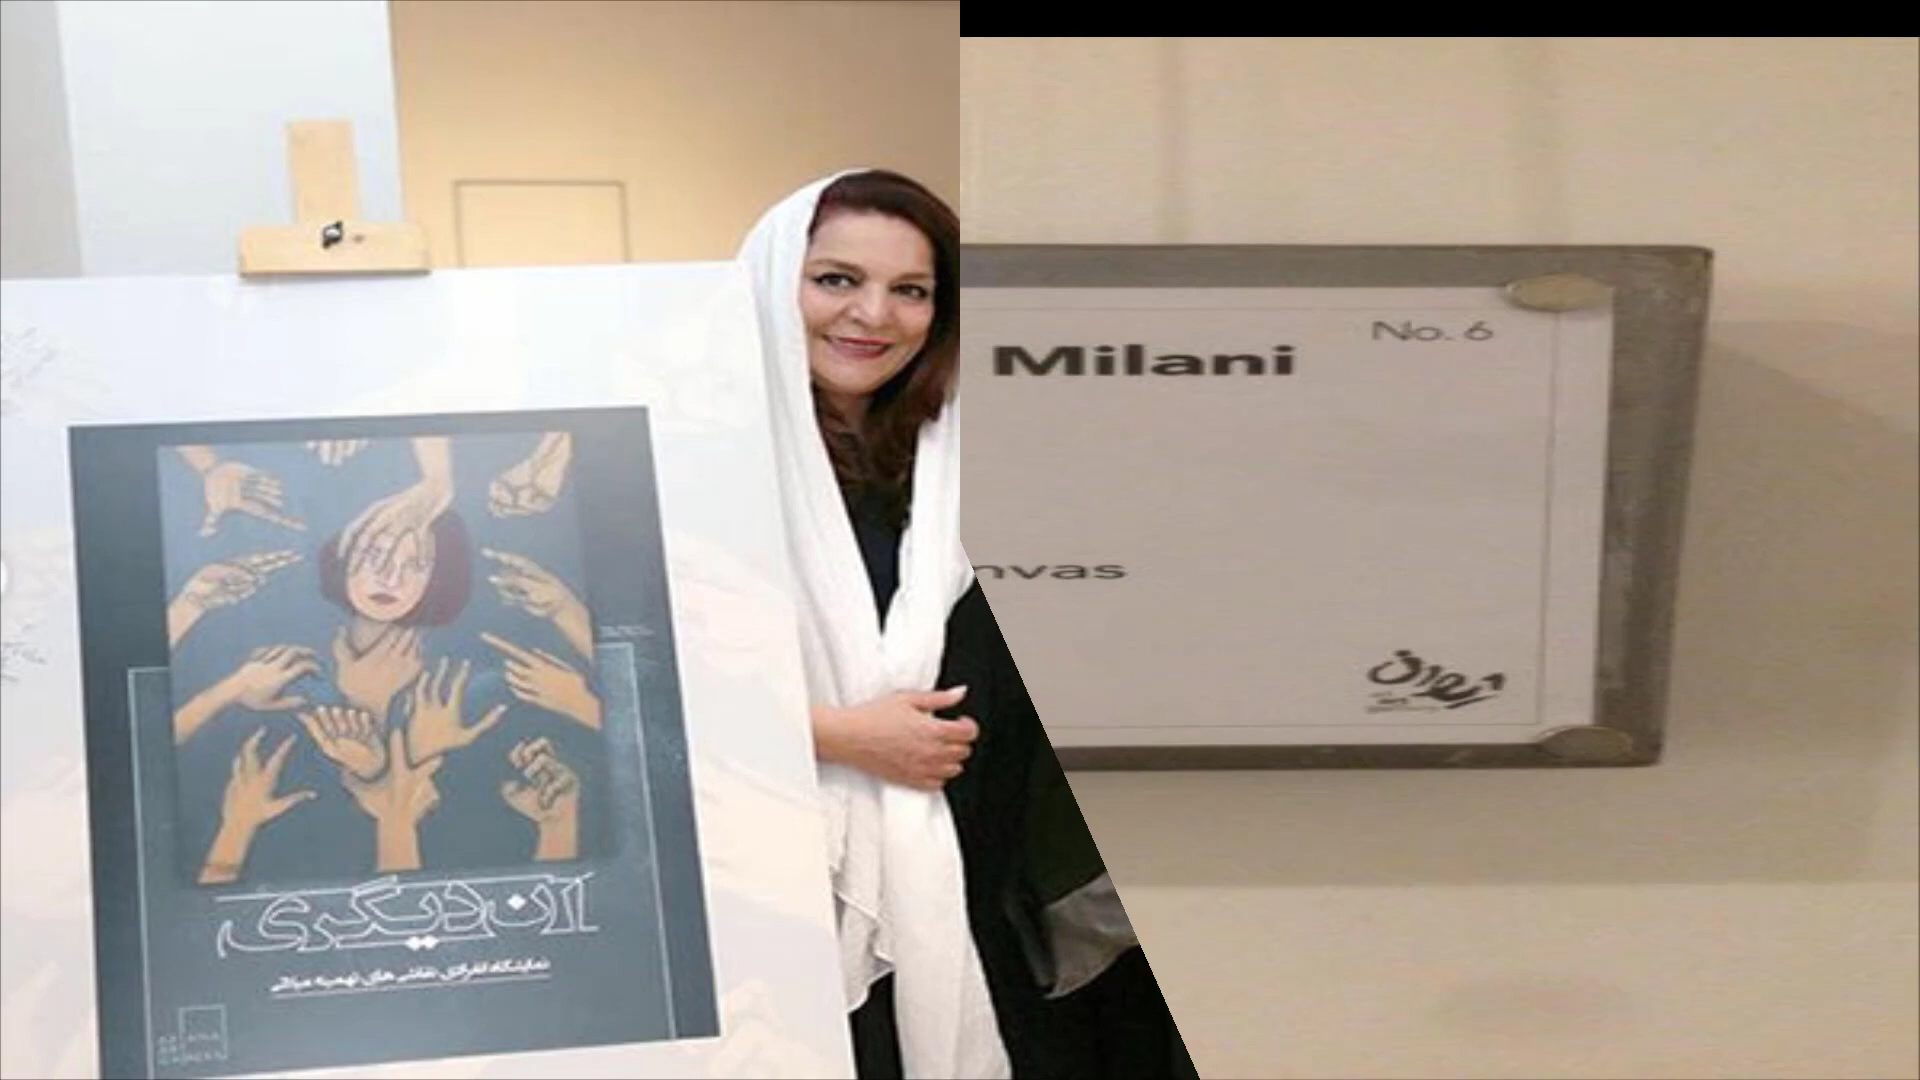 آن دیگری
نمایشگاه انفرادی نقاشی های تهمینه میلانی
No. 6
Milani
nvas